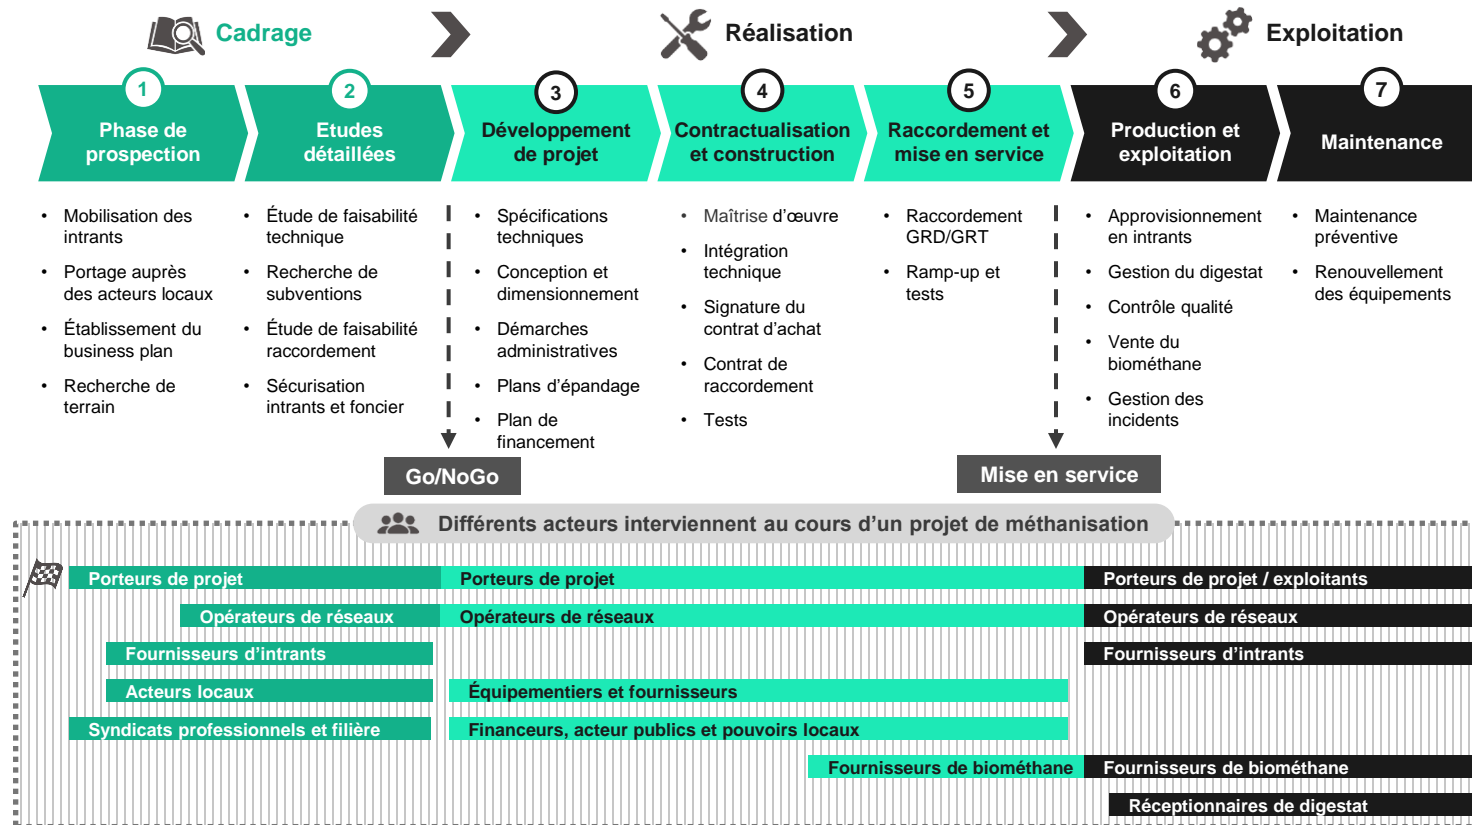 Cadrage
Réalisation
Exploitation
1
Phase de
prospection
2
Etudes
détaillées
3
Développement
de projet
4
Contractualisation
et construction
5
Raccordement et
mise en service
6
Production et
exploitation
7
Maintenance
• Mobilisation des
intrants
• Portage auprès
des acteurs locaux
• Établissement du
business plan
• Recherche de
terrain
• Étude de faisabilité
technique
• Recherche de
subventions
• Étude de faisabilité
raccordement
• Sécurisation
intrants et foncier
• Spécifications
techniques
• Conception et
dimensionnement
• Démarches
administratives
• Plans d’épandage
• Plan de
financement
• Maîtrise d’œuvre
• Intégration
technique
• Signature du
contrat d’achat
• Contrat de
raccordement
• Tests
• Raccordement
GRD/GRT
• Ramp-up et
tests
• Approvisionnement
en intrants
• Gestion du digestat
• Contrôle qualité
• Vente du
biométhane
• Gestion des
incidents
• Maintenance
préventive
• Renouvellement
des équipements
Go/NoGo
Mise en service
Différents acteurs interviennent au cours d’un projet de méthanisation
Porteurs de projet
Porteurs de projet
Porteurs de projet / exploitants
Opérateurs de réseaux
Opérateurs de réseaux
Opérateurs de réseaux
Fournisseurs d’intrants
Fournisseurs d’intrants
Acteurs locaux
Équipementiers et fournisseurs
Syndicats professionnels et filière
Financeurs, acteur publics et pouvoirs locaux
Fournisseurs de biométhane
Fournisseurs de biométhane
Réceptionnaires de digestat